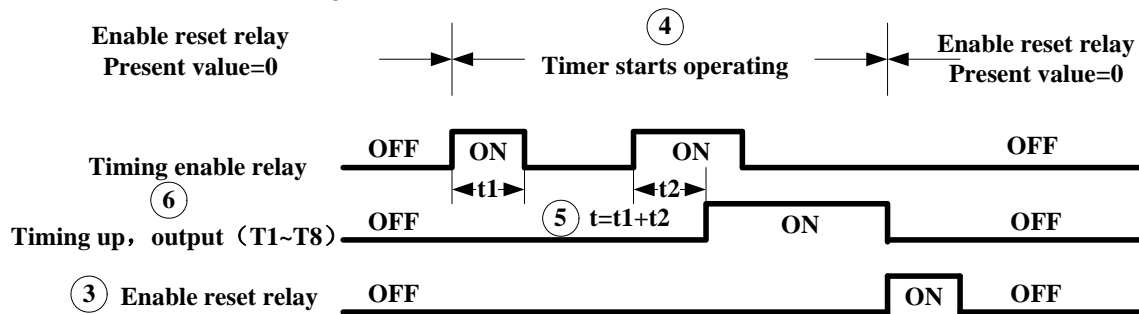 Enable reset relay
Present value=0
④
Timer starts operating
Enable reset relay
Present value=0
Timing enable relay
OFF
ON
ON
OFF
t1
t2
⑥
Timing up，output（T1~T8）
OFF
⑤ t=t1+t2
ON
OFF
③ Enable reset relay
OFF
ON
OFF